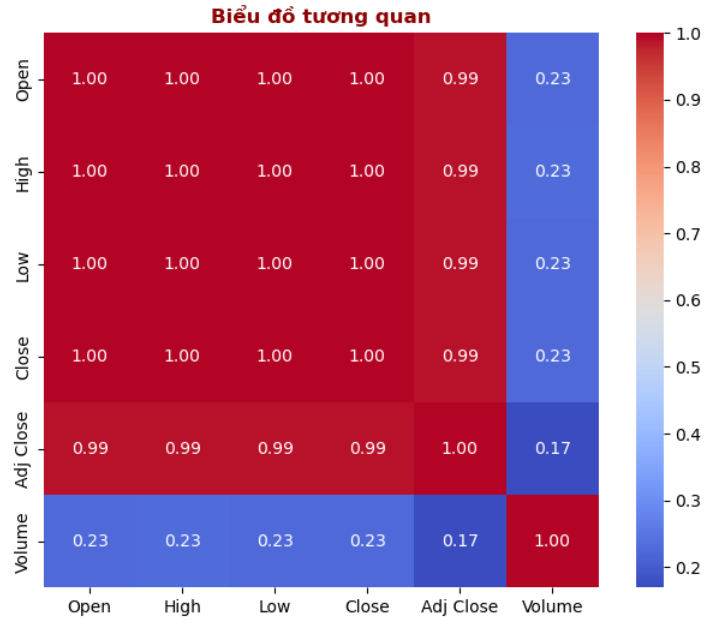 Biểu đồ tương quan
Open 1.00 1.00 1.00 1.00 0.99 0.23
High 1.00 1.00 1.00 1.00 0.99 0.23
Low 1.00 1.00 1.00 1.00 0.99 0.23
Close 1.00 1.00 1.00 1.00 0.99 0.23
Adj Close 0.99 0.99 0.99 0.99 1.00 0.17
Volume 0.23 0.23 0.23 0.23 0.17 1.00
Open High Low Close Adj Close Volume
1.0
0.9
0.8
0.7
0.6
0.5
0.4
0.3
0.2